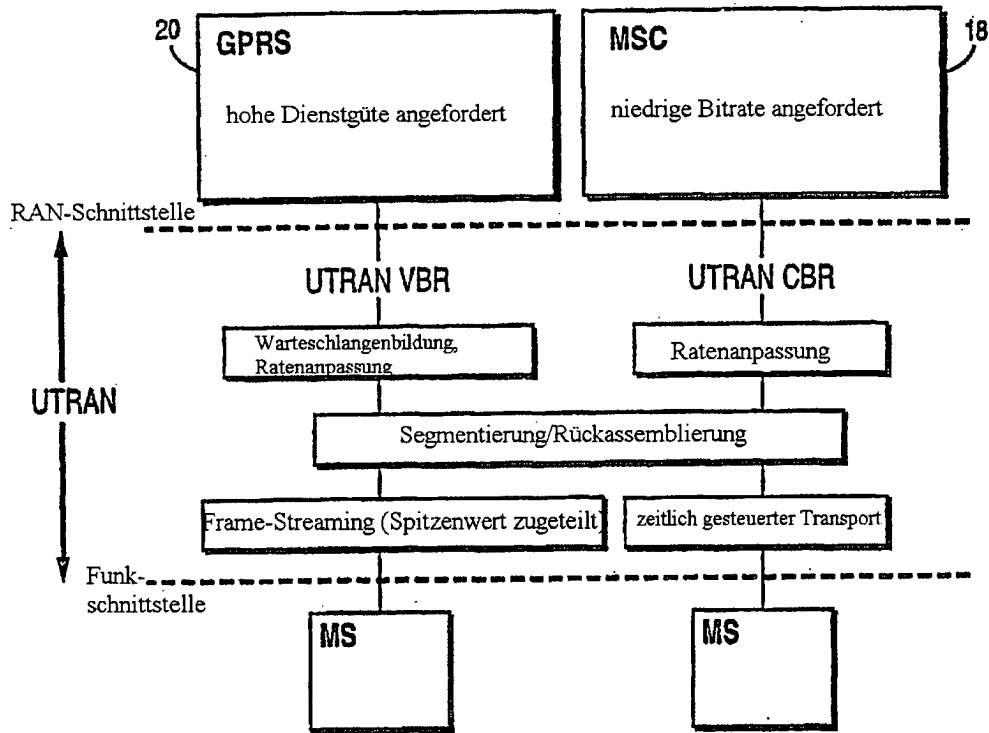 20
GPRS
hohe Dienstgüte angefordert
MSC
18
niedrige Bitrate angefordert
RAN-Schnittstelle
UTRAN VBR
UTRAN CBR
Warteschlangenbildung,
Ratenanpassung
Ratenanpassung
UTRAN
Segmentierung/Rückassemblierung
Frame-Streaming (Spitzenwert zugeteilt)
zeitlich gesteuerter Transport
Funk-
schnittstelle
MS
MS